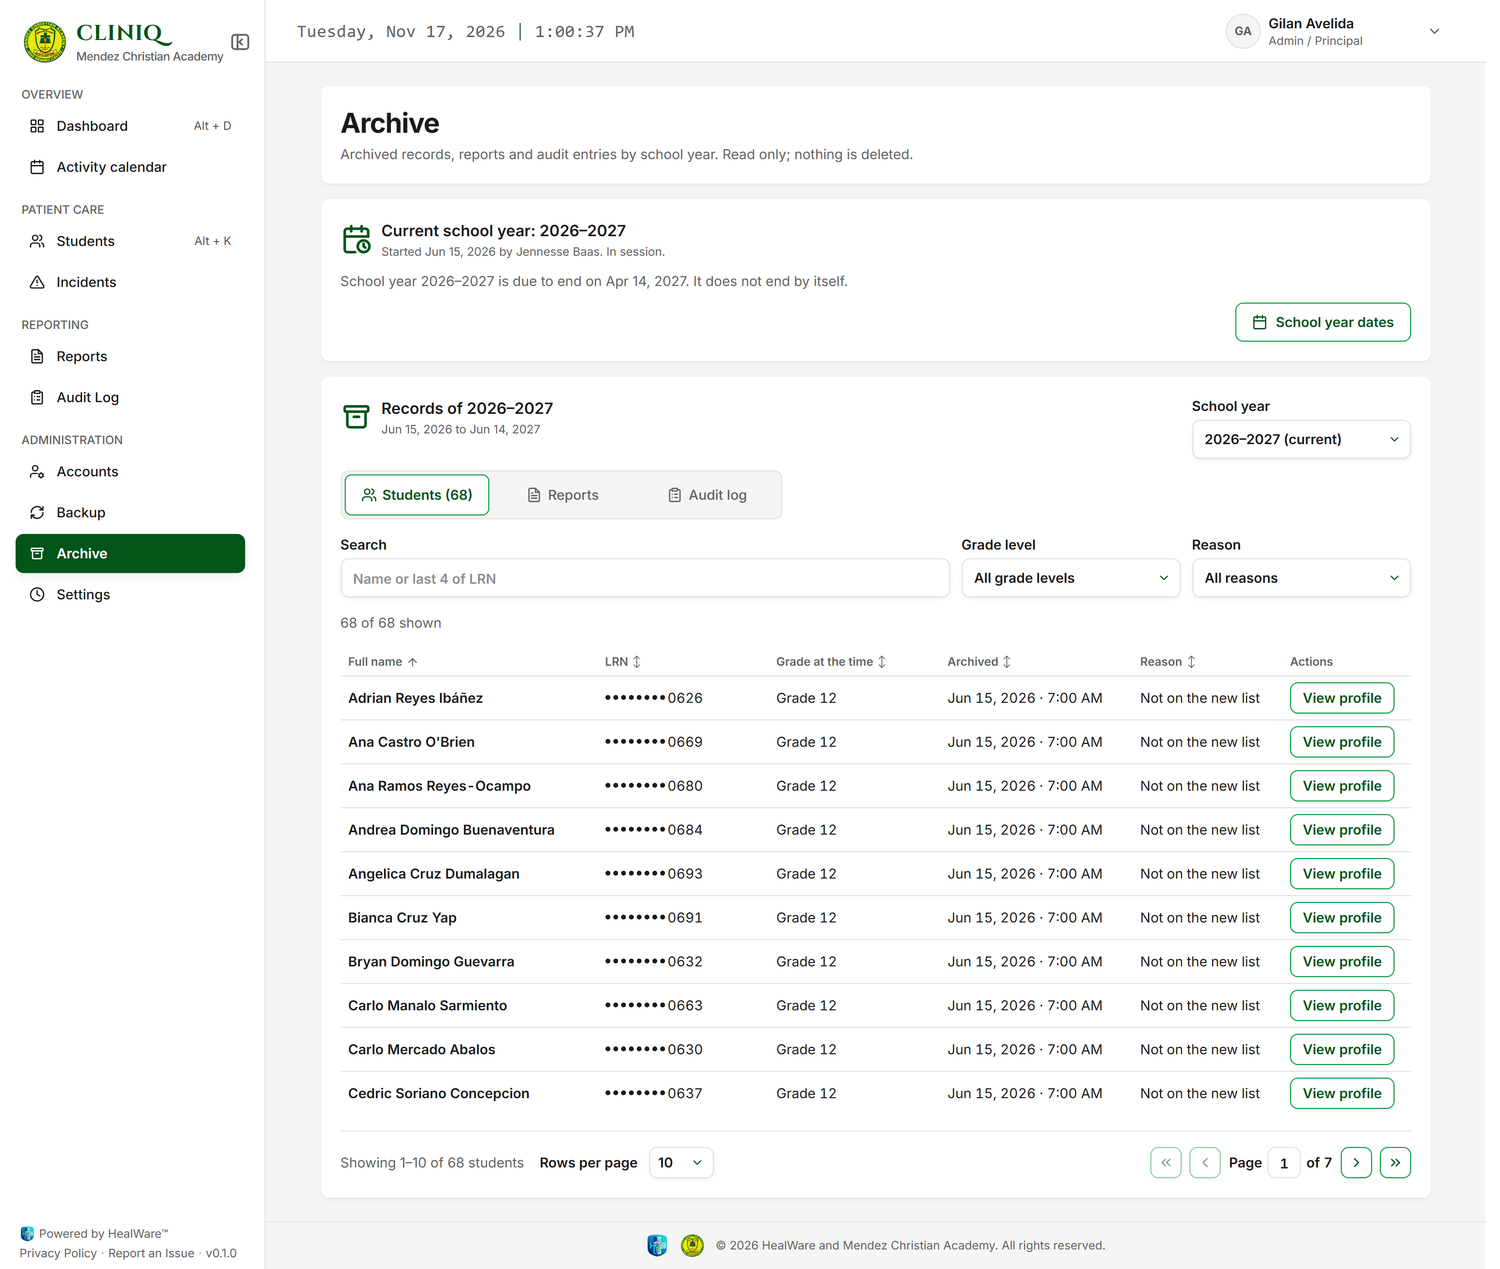 CLINIQ
Mendez Christian Academy
OVERVIEW
Dashboard Alt + D
Activity calendar
PATIENT CARE
Students Alt + K
Incidents
REPORTING
Reports
Audit Log
ADMINISTRATION
Accounts
Backup
Archive
Settings
Powered by HealWare™
Privacy Policy · Report an Issue · v0.1.0
Tuesday, Nov 17, 2026 | 1:00:37 PM
GA
Gilan Avelida
Admin / Principal
Archive
Archived records, reports and audit entries by school year. Read only; nothing is deleted.
Current school year: 2026–2027
Started Jun 15, 2026 by Jennesse Baas. In session.
School year 2026–2027 is due to end on Apr 14, 2027. It does not end by itself.
School year dates
Records of 2026–2027
Jun 15, 2026 to Jun 14, 2027
School year
2026–2027 (current)
Students (68) Reports Audit log
Search Grade level Reason
Name or last 4 of LRN All grade levels All reasons
68 of 68 shown
Full name LRN Grade at the time Archived Reason Actions
Adrian Reyes Ibáñez ••••••••0626 Grade 12 Jun 15, 2026 · 7:00 AM Not on the new list View profile
Ana Castro O'Brien ••••••••0669 Grade 12 Jun 15, 2026 · 7:00 AM Not on the new list View profile
Ana Ramos Reyes-Ocampo ••••••••0680 Grade 12 Jun 15, 2026 · 7:00 AM Not on the new list View profile
Andrea Domingo Buenaventura ••••••••0684 Grade 12 Jun 15, 2026 · 7:00 AM Not on the new list View profile
Angelica Cruz Dumalagan ••••••••0693 Grade 12 Jun 15, 2026 · 7:00 AM Not on the new list View profile
Bianca Cruz Yap ••••••••0691 Grade 12 Jun 15, 2026 · 7:00 AM Not on the new list View profile
Bryan Domingo Guevarra ••••••••0632 Grade 12 Jun 15, 2026 · 7:00 AM Not on the new list View profile
Carlo Manalo Sarmiento ••••••••0663 Grade 12 Jun 15, 2026 · 7:00 AM Not on the new list View profile
Carlo Mercado Abalos ••••••••0630 Grade 12 Jun 15, 2026 · 7:00 AM Not on the new list View profile
Cedric Soriano Concepcion ••••••••0637 Grade 12 Jun 15, 2026 · 7:00 AM Not on the new list View profile
Showing 1–10 of 68 students Rows per page 10 Page 1 of 7
© 2026 HealWare and Mendez Christian Academy. All rights reserved.